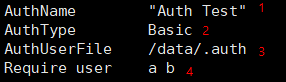 AuthName "Auth Test" 1
AuthType Basic 2
AuthUserFile /data/.auth 3
Require user a b 4